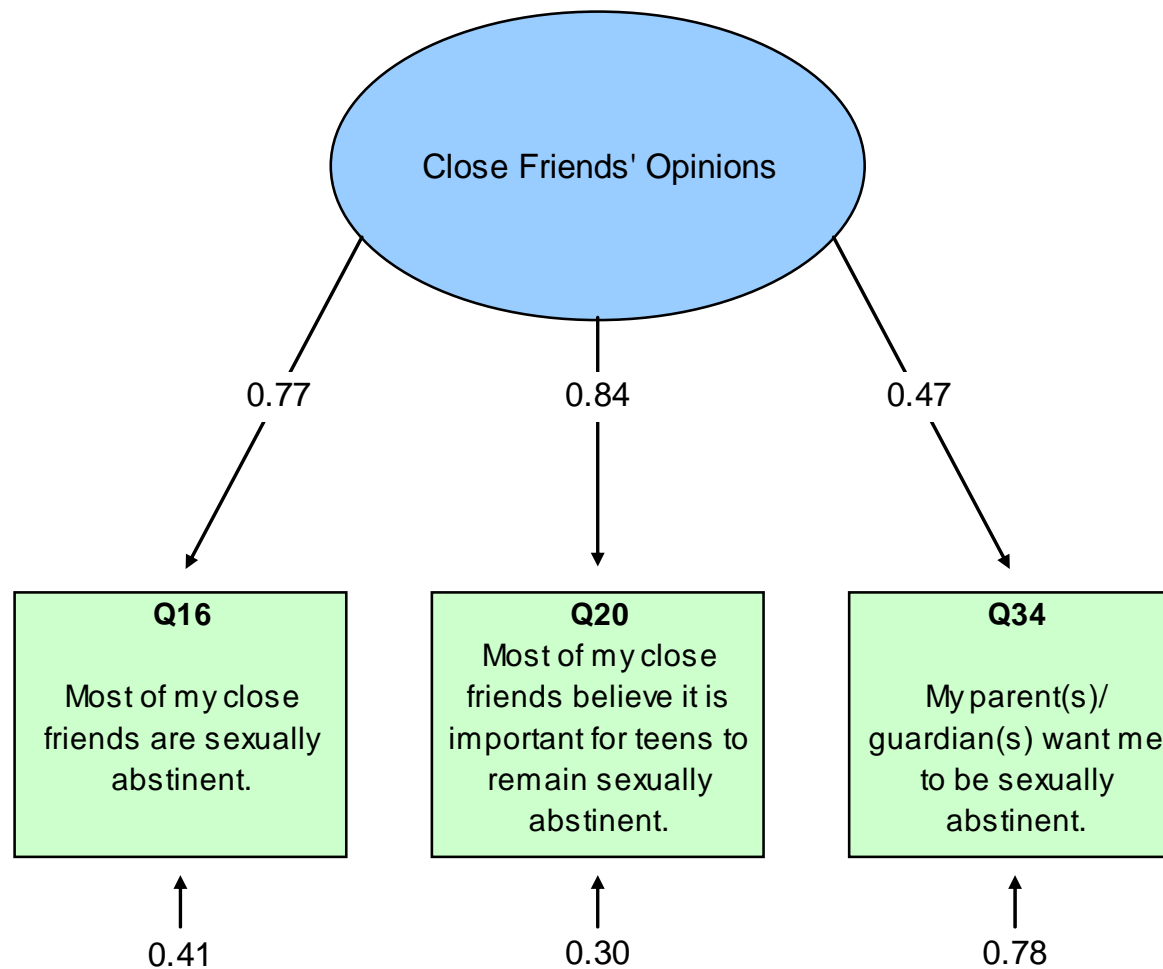 Close Friends' Opinions
0.77
0.84
0.47
Q16
Most of my close
friends are sexually
abstinent.
Q20
Most of my close
friends believe it is
important for teens to
remain sexually
abstinent.
Q34
My parent(s)/
guardian(s) want me
to be sexually
abstinent.
0.41
0.30
0.78